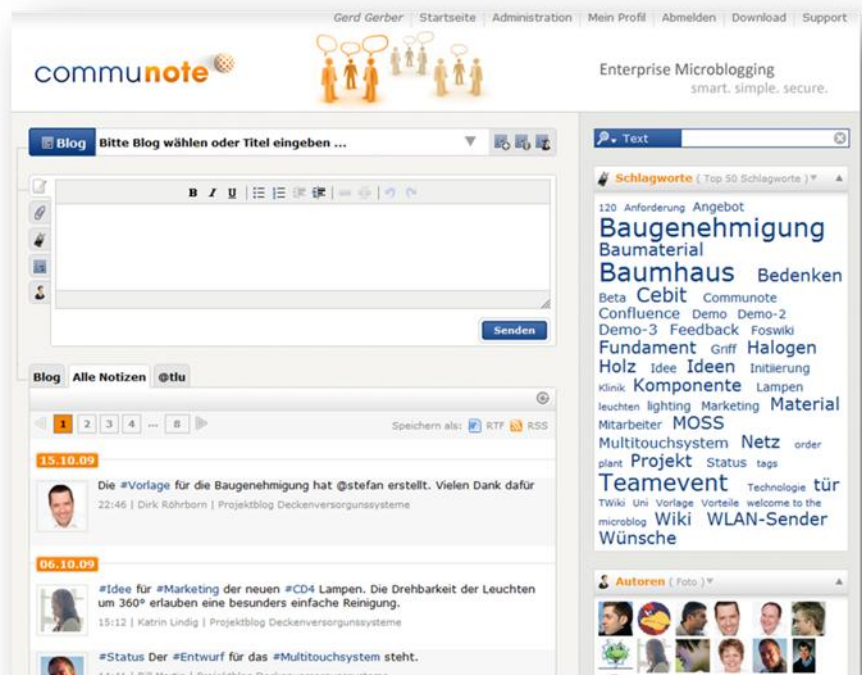 Gerd Gerber Startseite Administration Mein Profil Abmelden Download Support
communote
Enterprise Microblogging
smart. simple. secure.
Blog Bitte Blog wählen oder Titel eingeben ...
B I U
Senden
Blog Alle Notizen @tlu
1 2 3 4 ... 8 Speichern als: RTF RSS
15.10.09
Die #Vorlage für die Baugenehmigung hat @stefan erstellt. Vielen Dank dafür
22:46 | Dirk Röhrborn | Projektblog Deckenversorgunssysteme
06.10.09
#Idee für #Marketing der neuen #CD4 Lampen. Die Drehbarkeit der Leuchten
um 360° erlauben eine besonders einfache Reinigung.
15:12 | Katrin Lindig | Projektblog Deckenversorgunssysteme
#Status Der #Entwurf für das #Multitouchsystem steht.
Text
Schlagworte ( Top 50 Schlagworte )
120 Anforderung Angebot
Baugenehmigung
Baumaterial
Baumhaus Bedenken
Beta Cebit Communote
Confluence Demo Demo-2
Demo-3 Feedback Foswiki
Fundament Griff Halogen
Holz Idee Ideen Initiierung
Klinik Komponente Lampen
leuchten lighting Marketing Material
Mitarbeiter MOSS
Multitouchsystem Netz order
plant Projekt Status tags
Teamevent Technologie tür
TWiki Uni Vorlage Vorteile welcome to the
microblog Wiki WLAN-Sender
Wünsche
Autoren ( Foto )